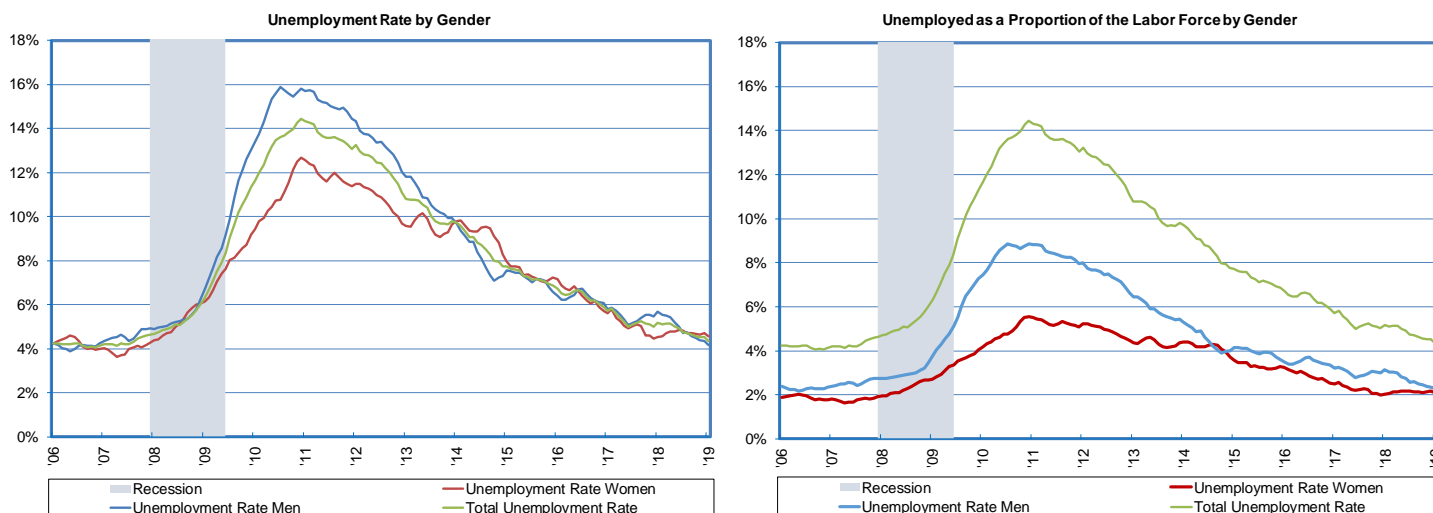 Unemployment Rate by Gender
18%
16%
14%
12%
10%
8%
6%
4%
2%
0%
'06 '07 '08 '09 '10 '11 '12 '13 '14 '15 '16 '17 '18 '19
Recession Unemployment Rate Women
Unemployment Rate Men Total Unemployment Rate
Unemployed as a Proportion of the Labor Force by Gender
18%
16%
14%
12%
10%
8%
6%
4%
2%
0%
'06 '07 '08 '09 '10 '11 '12 '13 '14 '15 '16 '17 '18 '19
Recession Unemployment Rate Women
Unemployment Rate Men Total Unemployment Rate